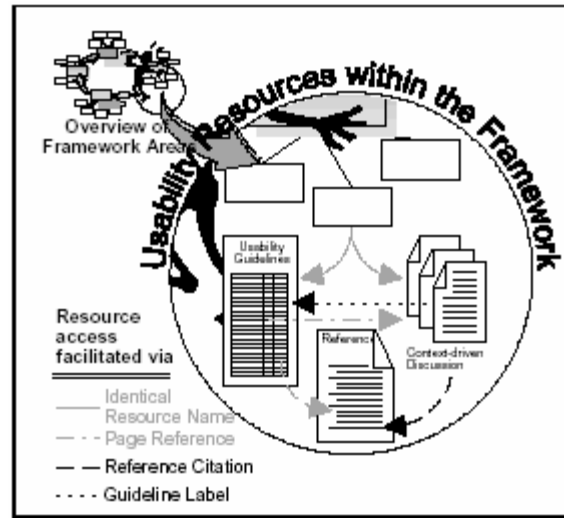 Usability Resources within the Framework
Overview of
Framework Areas
Usability
Guidelines
Reference
Context-driven
Discussion
Resource
access
facilitated via
Identical
Resource Name
Page Reference
Reference Citation
Guideline Label